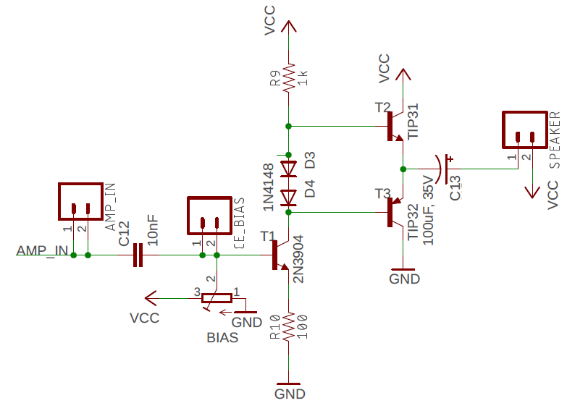 VCC
R9
1k
VCC
T2
TIP31
SPEAKER
1
2
VCC
D3
1N4148
D4
+
C13
100uF, 35V
T3
TIP32
GND
AMP_IN
1
2
C12
10nF
CE_BIAS
1
2
T1
2N3904
AMP_IN
2
3
1
VCC
GND
BIAS
R10
100
GND